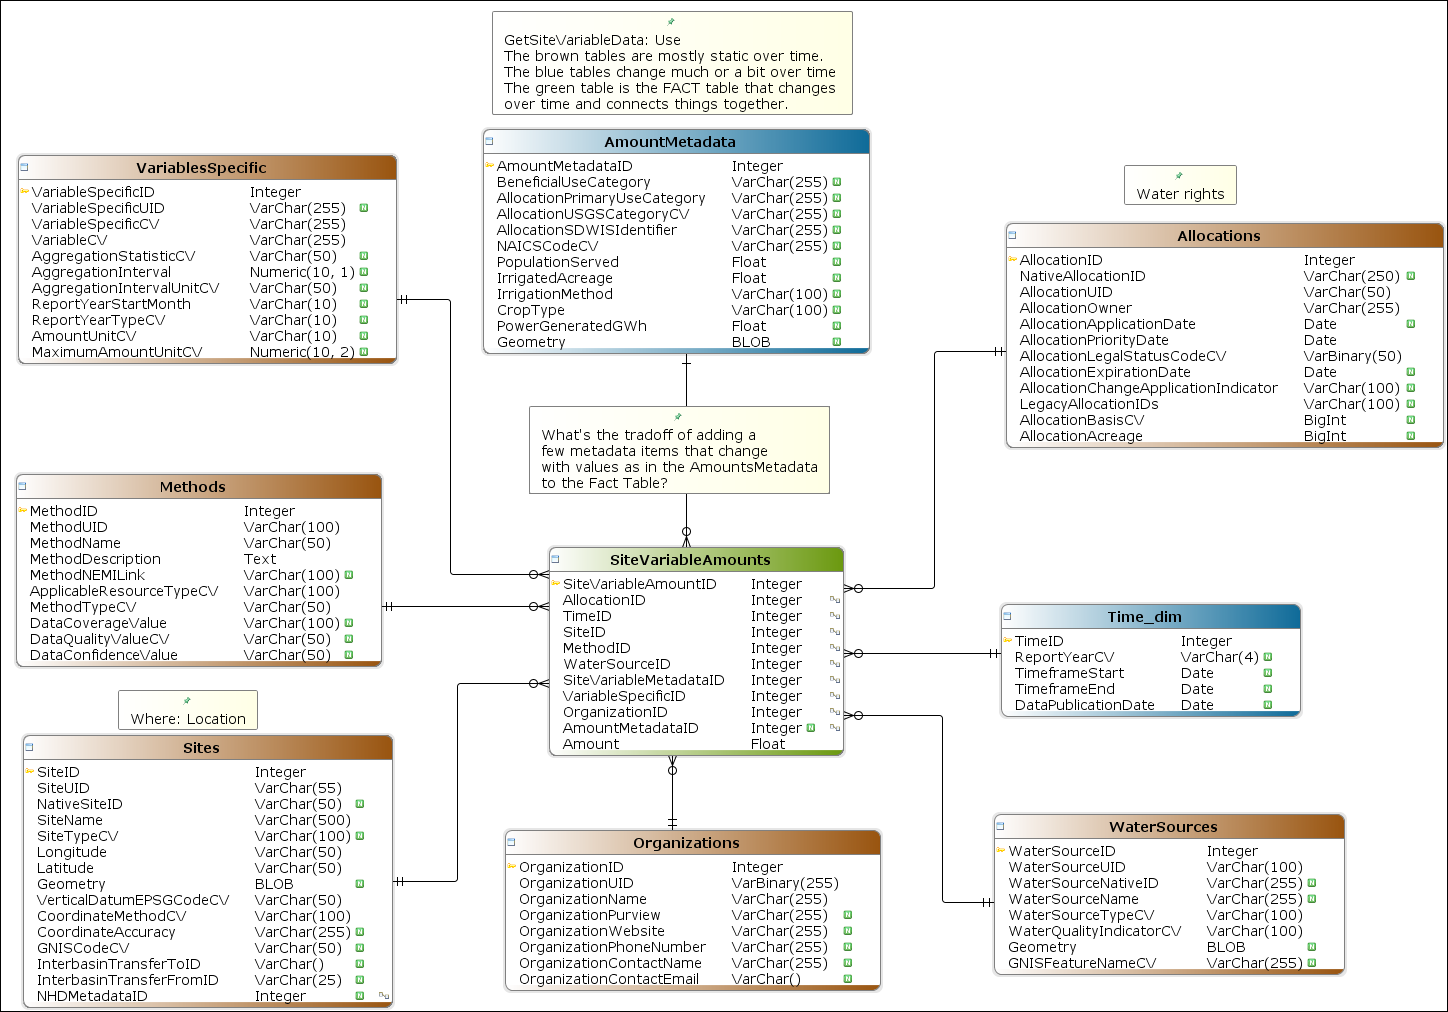 GetSiteVariableData: Use
The brown tables are mostly static over time.
The blue tables change much or a bit over time
The green table is the FACT table that changes
over time and connects things together.
AmountMetadata
AmountMetadataID Integer
BeneficialUseCategory VarChar(255) N
AllocationPrimaryUseCategory VarChar(255) N
AllocationUSGSCategoryCV VarChar(255) N
AllocationSDWISIdentifier VarChar(255) N
NAICSCodeCV VarChar(255) N
PopulationServed Float N
IrrigatedAcreage Float N
IrrigationMethod VarChar(100) N
CropType VarChar(100) N
PowerGeneratedGWh Float N
Geometry BLOB N
VariablesSpecific
VariableSpecificID Integer
VariableSpecificUID VarChar(255) N
VariableSpecificCV VarChar(255)
VariableCV VarChar(255)
AggregationStatisticCV VarChar(50) N
AggregationInterval Numeric(10, 1) N
AggregationIntervalUnitCV VarChar(50) N
ReportYearStartMonth VarChar(10) N
ReportYearTypeCV VarChar(10) N
AmountUnitCV VarChar(10) N
MaximumAmountUnitCV Numeric(10, 2) N
Water rights
Allocations
AllocationID Integer
NativeAllocationID VarChar(250) N
AllocationUID VarChar(50)
AllocationOwner VarChar(255)
AllocationApplicationDate Date N
AllocationPriorityDate Date
AllocationLegalStatusCodeCV VarBinary(50)
AllocationExpirationDate Date N
AllocationChangeApplicationIndicator VarChar(100) N
LegacyAllocationIDs VarChar(100) N
AllocationBasisCV BigInt N
AllocationAcreage BigInt N
What's the tradoff of adding a
few metadata items that change
with values as in the AmountsMetadata
to the Fact Table?
Methods
MethodID Integer
MethodUID VarChar(100)
MethodName VarChar(50)
MethodDescription Text
MethodNEMILink VarChar(100) N
ApplicableResourceTypeCV VarChar(100)
MethodTypeCV VarChar(50)
DataCoverageValue VarChar(100) N
DataQualityValueCV VarChar(50) N
DataConfidenceValue VarChar(50) N
SiteVariableAmounts
SiteVariableAmountID Integer
AllocationID Integer
TimeID Integer
SiteID Integer
MethodID Integer
WaterSourceID Integer
SiteVariableMetadataID Integer
VariableSpecificID Integer
OrganizationID Integer
AmountMetadataID Integer N
Amount Float
Time_dim
TimeID Integer
ReportYearCV VarChar(4) N
TimeframeStart Date N
TimeframeEnd Date N
DataPublicationDate Date N
Where: Location
Sites
SiteID Integer
SiteUID VarChar(55)
NativeSiteID VarChar(50) N
SiteName VarChar(500)
SiteTypeCV VarChar(100) N
Longitude VarChar(50)
Latitude VarChar(50)
Geometry BLOB N
VerticalDatumEPSGCodeCV VarChar(50)
CoordinateMethodCV VarChar(100)
CoordinateAccuracy VarChar(255) N
GNISCodeCV VarChar(50) N
InterbasinTransferToID VarChar() N
InterbasinTransferFromID VarChar(25) N
NHDMetadataID Integer N
Organizations
OrganizationID Integer
OrganizationUID VarBinary(255)
OrganizationName VarChar(255)
OrganizationPurview VarChar(255) N
OrganizationWebsite VarChar(255) N
OrganizationPhoneNumber VarChar(255) N
OrganizationContactName VarChar(255) N
OrganizationContactEmail VarChar() N
WaterSources
WaterSourceID Integer
WaterSourceUID VarChar(100)
WaterSourceNativeID VarChar(255) N
WaterSourceName VarChar(255) N
WaterSourceTypeCV VarChar(100)
WaterQualityIndicatorCV VarChar(100)
Geometry BLOB N
GNISFeatureNameCV VarChar(255) N